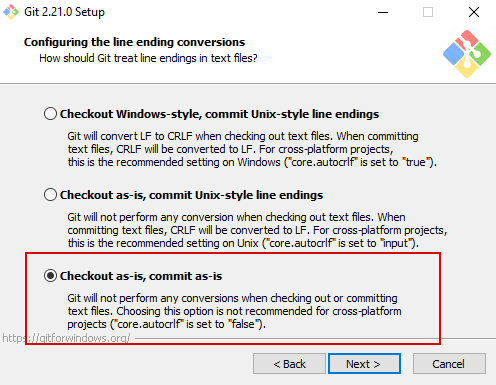 Git 2.21.0 Setup
Configuring the line ending conversions
How should Git treat line endings in text files?
Checkout Windows-style, commit Unix-style line endings
Git will convert LF to CRLF when checking out text files. When committing
text files, CRLF will be converted to LF. For cross-platform projects,
this is the recommended setting on Windows ("core.autocrlf" is set to "true").
Checkout as-is, commit Unix-style line endings
Git will not perform any conversion when checking out text files. When
committing text files, CRLF will be converted to LF. For cross-platform projects,
this is the recommended setting on Unix ("core.autocrlf" is set to "input").
Checkout as-is, commit as-is
Git will not perform any conversions when checking out or committing
text files. Choosing this option is not recommended for cross-platform
projects ("core.autocrlf" is set to "false").
https://gitforwindows.org/
< Back
Next >
Cancel